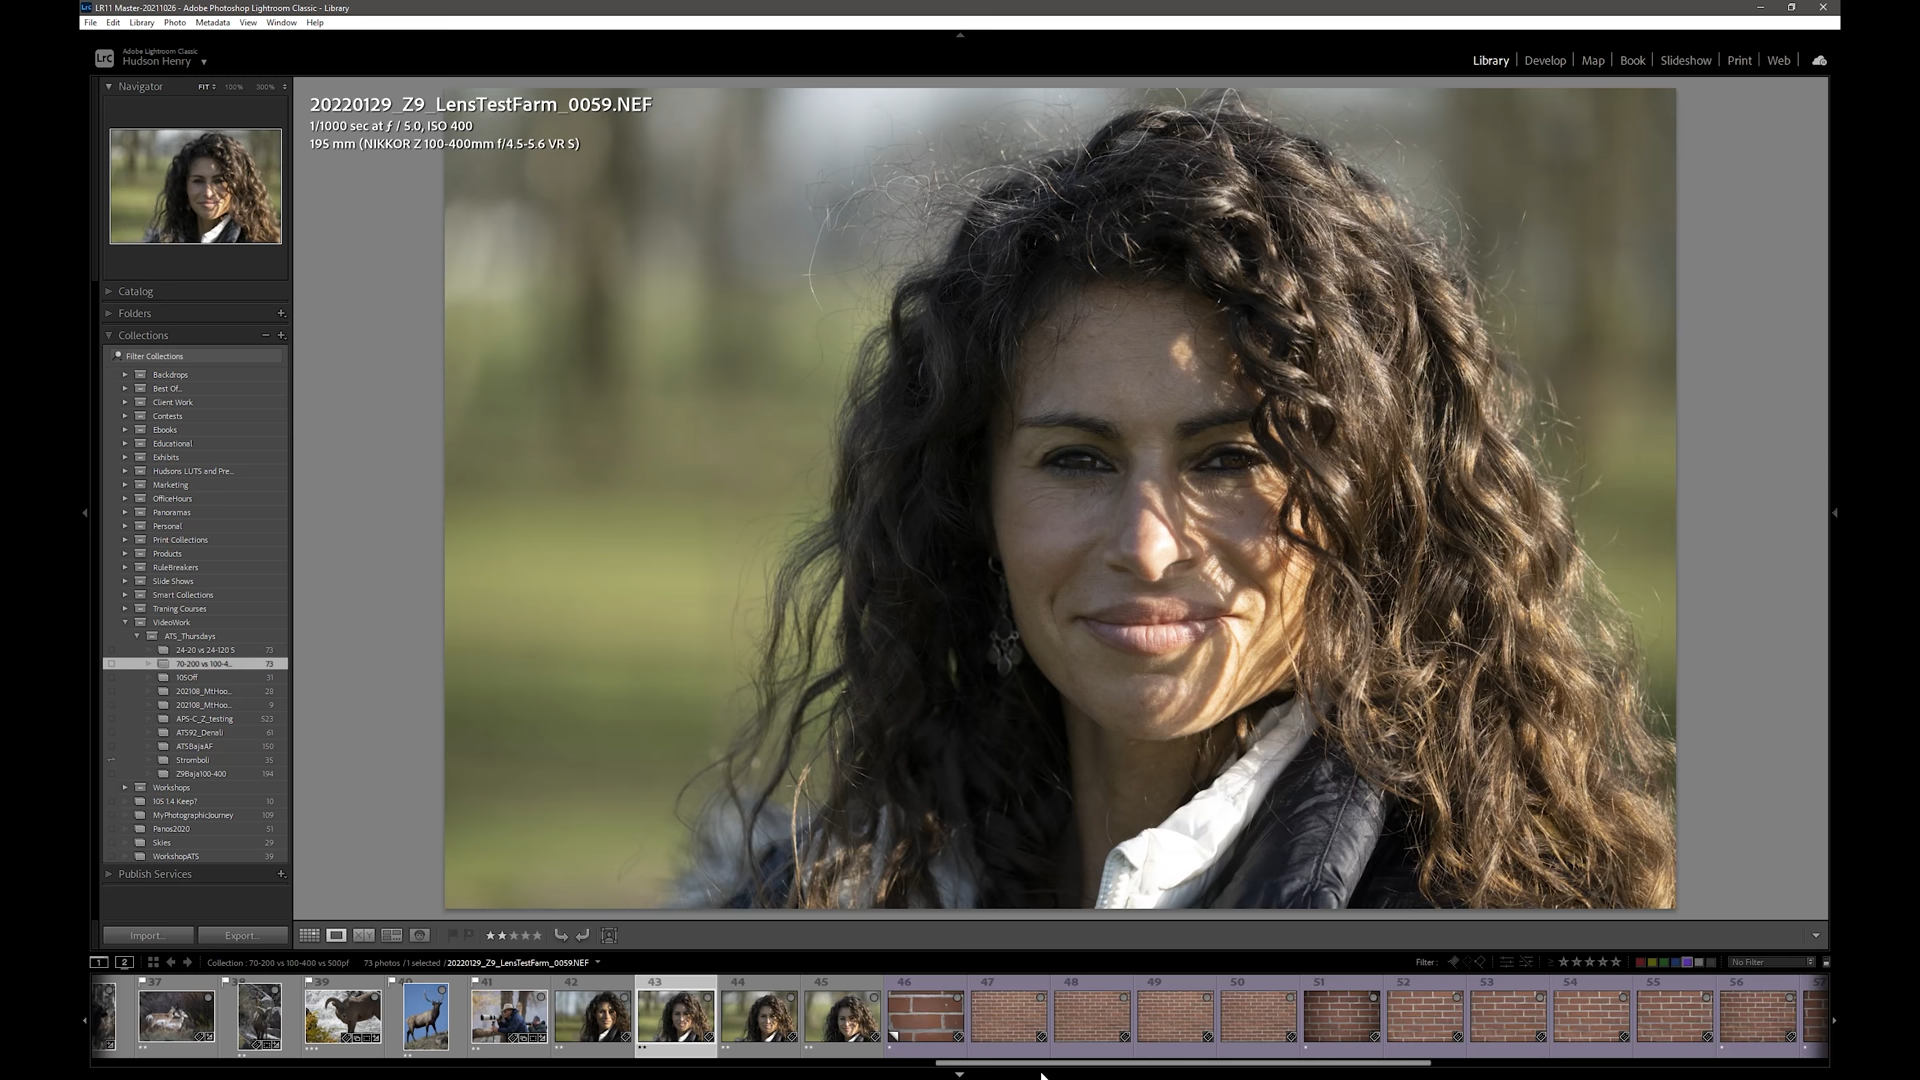 LR11 Master-20211026 - Adobe Photoshop Lightroom Classic - Library
File Edit Library Photo Metadata View Window Help
LrC
Adobe Lightroom Classic
Hudson Henry
Library Develop Map Book Slideshow Print Web
Navigator FIT 100% 300%
20220129_Z9_LensTestFarm_0059.NEF
1/1000 sec at ƒ / 5.0, ISO 400
195 mm (NIKKOR Z 100-400mm f/4.5-5.6 VR S)
Catalog
Folders
Collections
Filter Collections
Backdrops
Best Of...
Client Work
Contests
Ebooks
Educational
Exhibits
Hudsons LUTS and Pre...
Marketing
OfficeHours
Panoramas
Personal
Print Collections
Products
RuleBreakers
Slide Shows
Smart Collections
Traning Courses
VideoWork
ATS_Thursdays
24-20 vs 24-120 S 73
70-200 vs 100-4... 73
105Off 31
202108_MtHoo... 28
202108_MtHoo... 9
APS-C_Z_testing 523
ATS92_Denali 61
ATSBajaAF 150
Stromboli 35
Z9Baja100-400 194
Workshops
105 1.4 Keep? 10
MyPhotographicJourney 109
Panos2020 51
Skies 29
WorkshopATS 39
Publish Services
Import... Export...
1 2 Collection : 70-200 vs 100-400 vs 500pf 73 photos / 1 selected / 20220129_Z9_LensTestFarm_0059.NEF Filter : No Filter
37 38 39 40 41 42 43 44 45 46 47 48 49 50 51 52 53 54 55 56 57